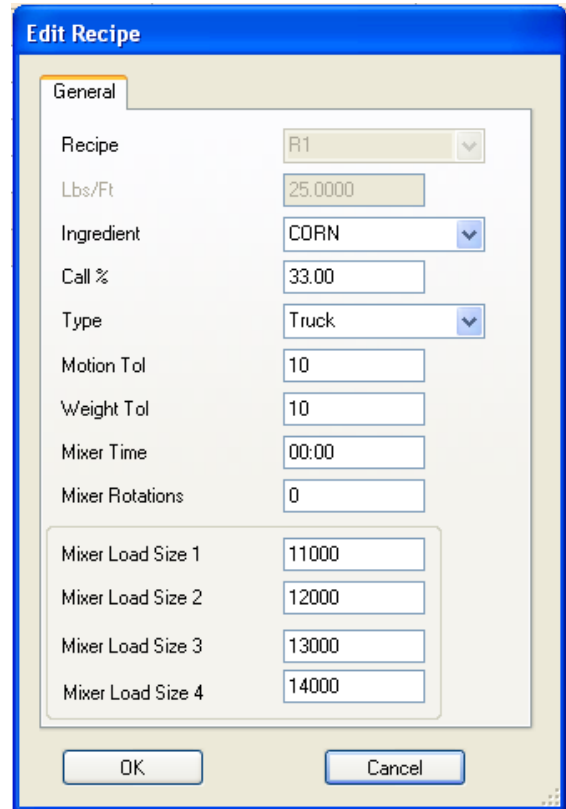 Edit Recipe
General
Recipe R1
Lbs/Ft 25.0000
Ingredient CORN
Call % 33.00
Type Truck
Motion Tol 10
Weight Tol 10
Mixer Time 00:00
Mixer Rotations 0
Mixer Load Size 1 11000
Mixer Load Size 2 12000
Mixer Load Size 3 13000
Mixer Load Size 4 14000
OK Cancel